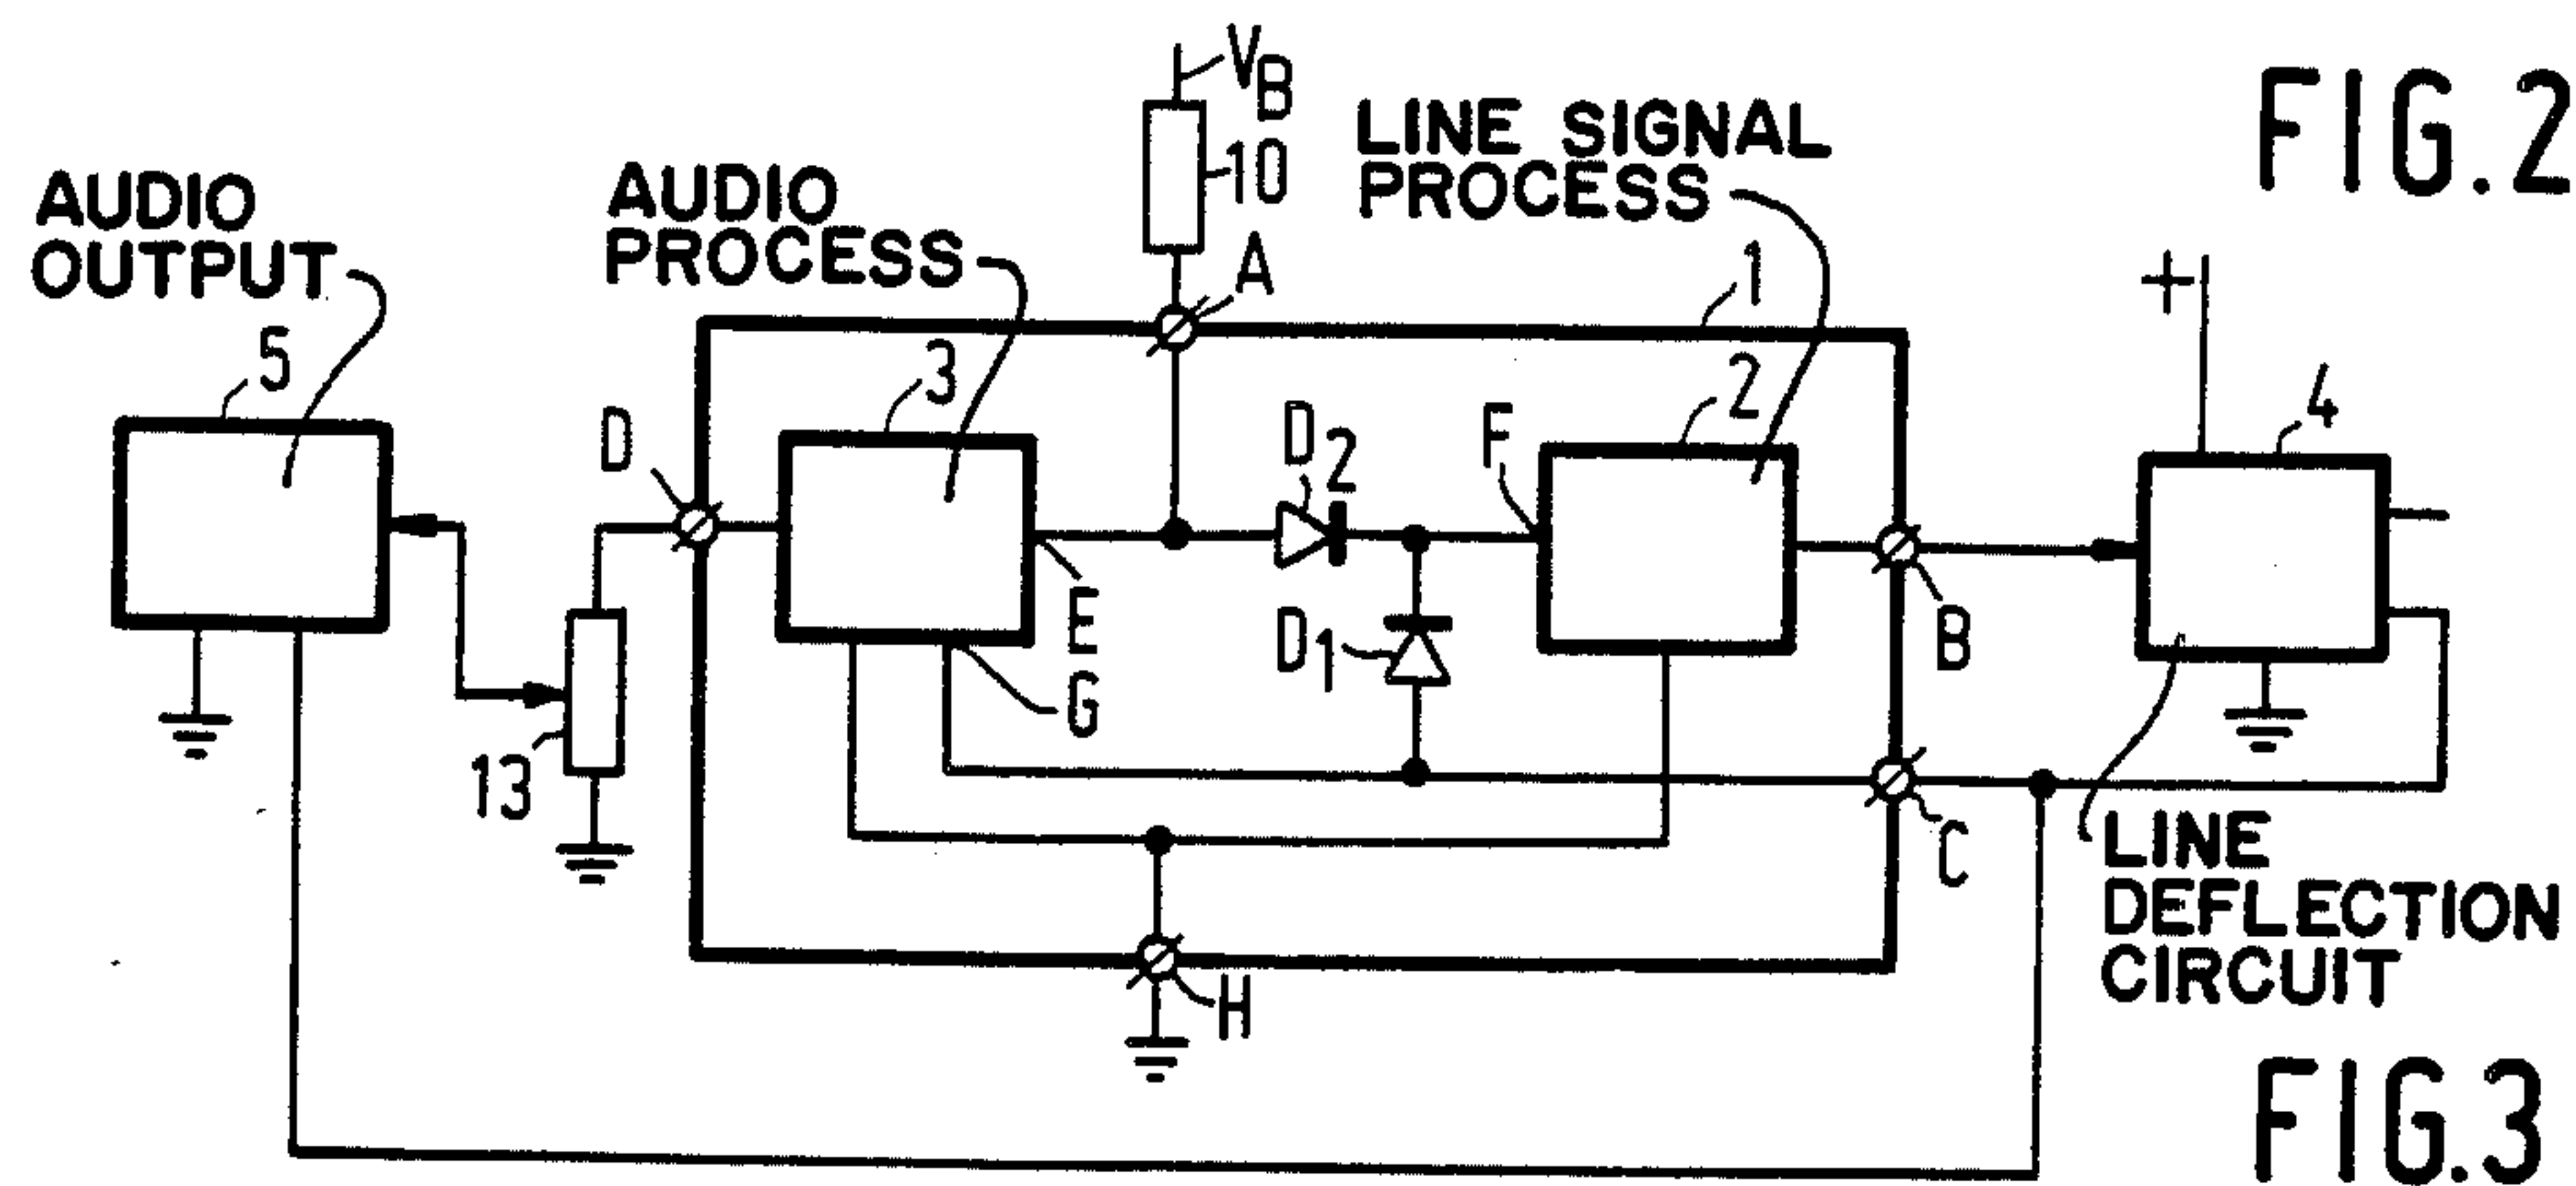 FIG.2
V_B
10
LINE SIGNAL
PROCESS
AUDIO
PROCESS
AUDIO
OUTPUT
A
1
+
5
3
D
D2
F
2
4
E
G
D1
B
13
C
H
LINE
DEFLECTION
CIRCUIT
FIG.3